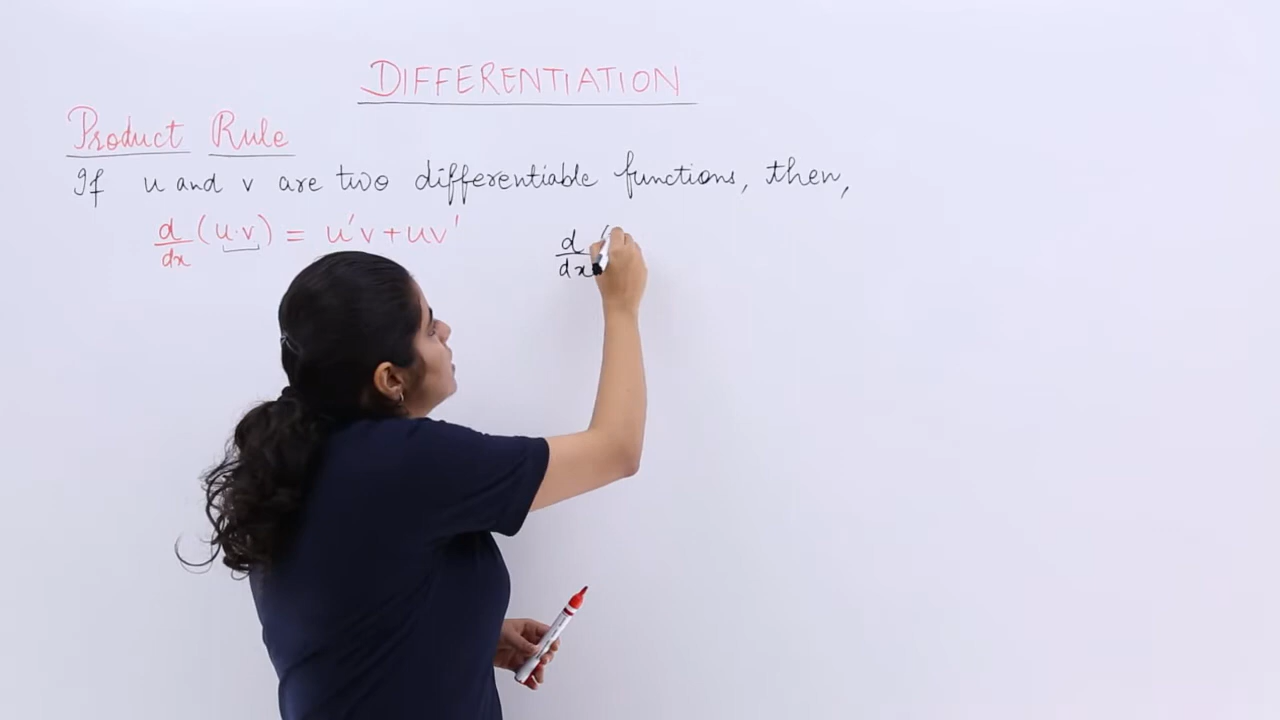 DIFFERENTIATION
Product Rule
If u and v are two differentiable functions, then,
d/dx (u·v) = u'v + uv' d/dx (